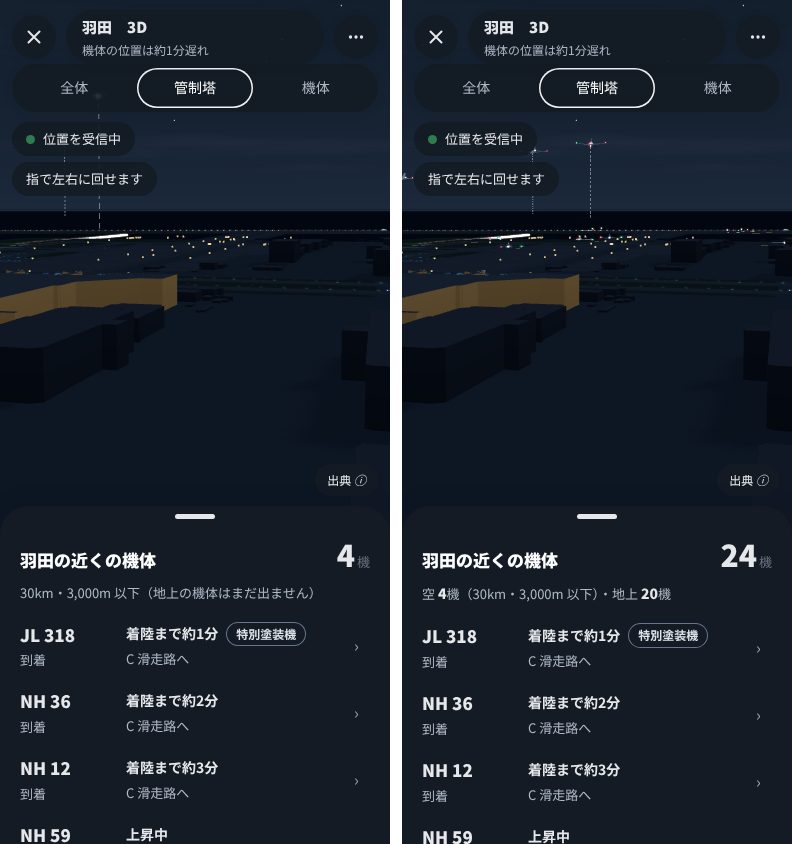 羽田 3D
機体の位置は約1分遅れ
全体
管制塔
機体
位置を受信中
指で左右に回せます
出典
羽田の近くの機体
4機
30km・3,000m 以下（地上の機体はまだ出ません）
JL 318
着陸まで約1分
特別塗装機
到着
C 滑走路へ
NH 36
着陸まで約2分
到着
C 滑走路へ
NH 12
着陸まで約3分
到着
C 滑走路へ
NH 59
上昇中
羽田 3D
機体の位置は約1分遅れ
全体
管制塔
機体
位置を受信中
指で左右に回せます
出典
羽田の近くの機体
24機
空 4機（30km・3,000m 以下）・地上 20機
JL 318
着陸まで約1分
特別塗装機
到着
C 滑走路へ
NH 36
着陸まで約2分
到着
C 滑走路へ
NH 12
着陸まで約3分
到着
C 滑走路へ
NH 59
上昇中